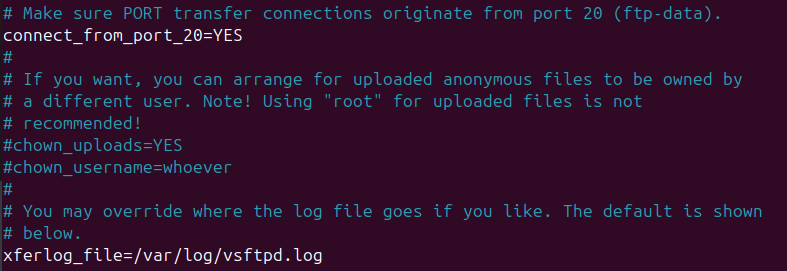 # Make sure PORT transfer connections originate from port 20 (ftp-data).
connect_from_port_20=YES
#
# If you want, you can arrange for uploaded anonymous files to be owned by
# a different user. Note! Using "root" for uploaded files is not
# recommended!
#chown_uploads=YES
#chown_username=whoever
#
# You may override where the log file goes if you like. The default is shown
# below.
xferlog_file=/var/log/vsftpd.log